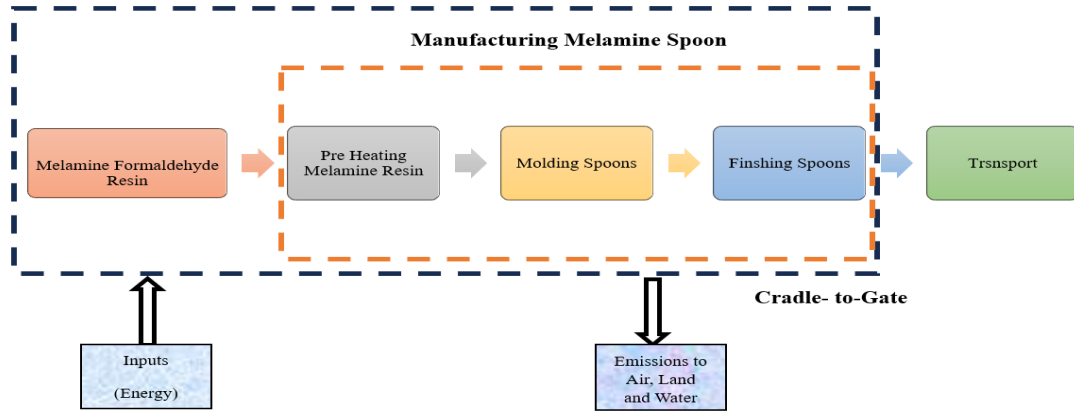 Manufacturing Melamine Spoon
Melamine Formaldehyde
Resin
Pre Heating
Melamine Resin
Molding Spoons
Finshing Spoons
Trsnsport
Cradle- to-Gate
Inputs
(Energy)
Emissions to
Air, Land
and Water